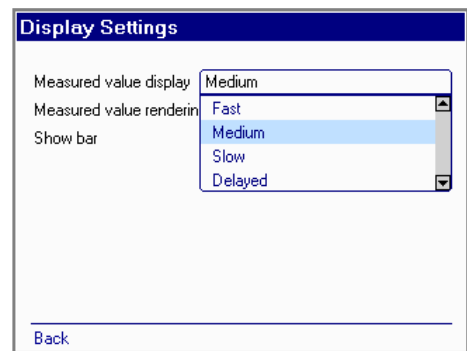 Display Settings
Measured value display Medium
Measured value renderin Fast
Medium
Show bar
Slow
Delayed
Back